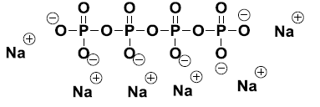 ⊖ O O O O ⊖
O-P-O-P-O-P-O-P-O
Na⊕ O⊖ O⊖ O⊖ O⊖ Na⊕
Na⊕ Na⊕ Na⊕ Na⊕